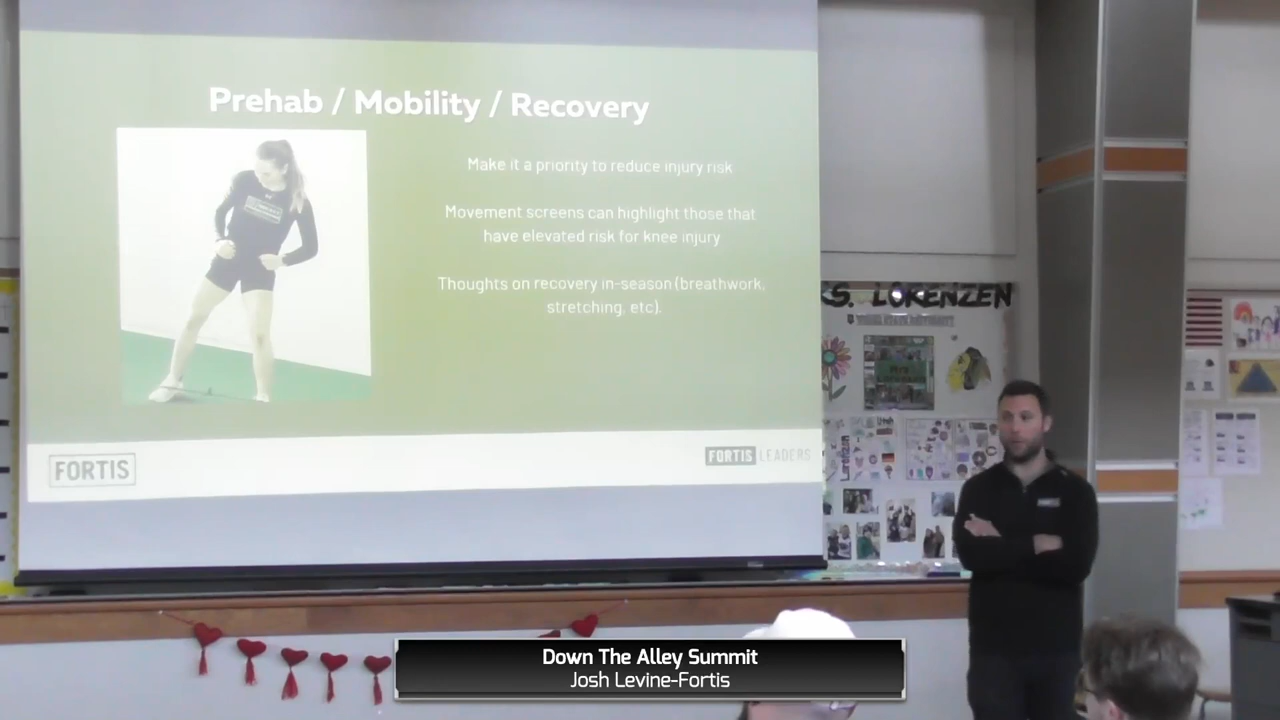 Prehab / Mobility / Recovery
Make it a priority to reduce injury risk
Movement screens can highlight those that
have elevated risk for knee injury
Thoughts on recovery in-season (breathwork,
stretching, etc).
FORTIS
FORTIS LEADERS
S. LORENZEN
Down The Alley Summit
Josh Levine-Fortis